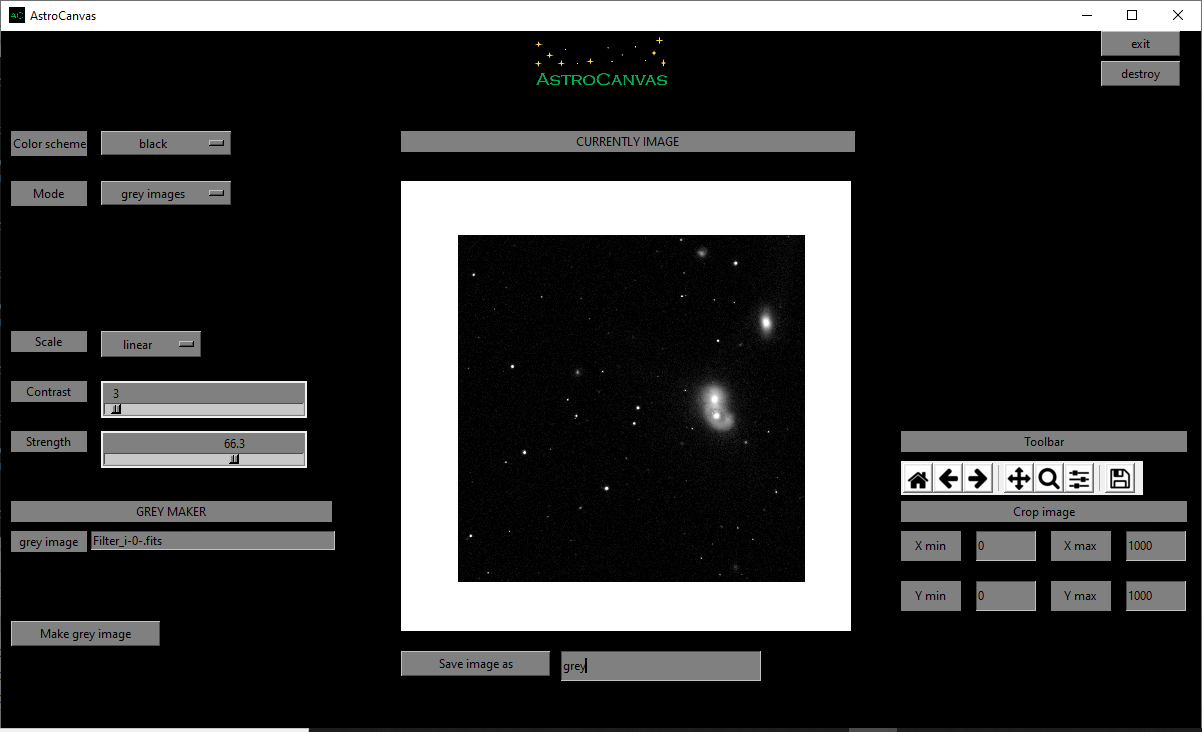 AC AstroCanvas
exit
ASTROCANVAS
destroy
Color scheme black
CURRENTLY IMAGE
Mode grey images
Scale linear
Contrast 3
Strength 66.3
Toolbar
GREY MAKER
Crop image
grey image Filter_i-0-.fits
X min 0 X max 1000
Y min 0 Y max 1000
Make grey image
Save image as grey